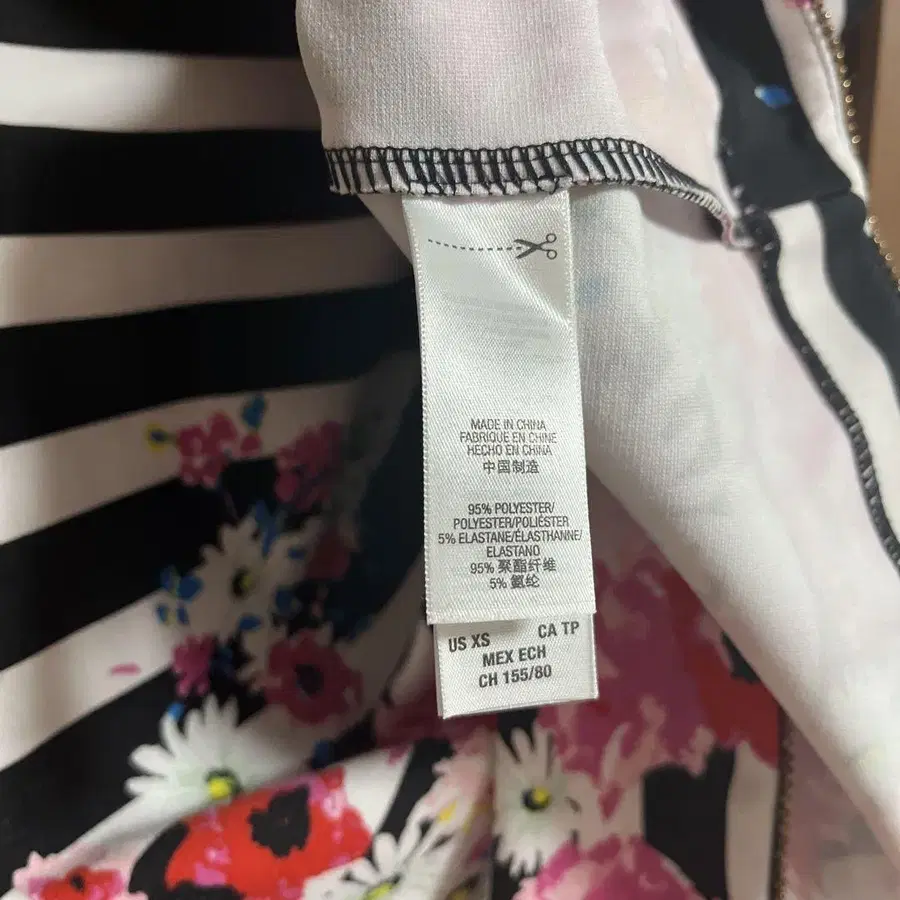 MADE IN CHINA
FABRIQUÉ EN CHINE
HECHO EN CHINA
中国制造
95% POLYESTER/
POLYESTER/POLIÉSTER
5% ELASTANE/ÉLASTHANNE/
ELASTANO
95% 聚酯纤维
5% 氨纶
US XS CA TP
MEX ECH
CH 155/80